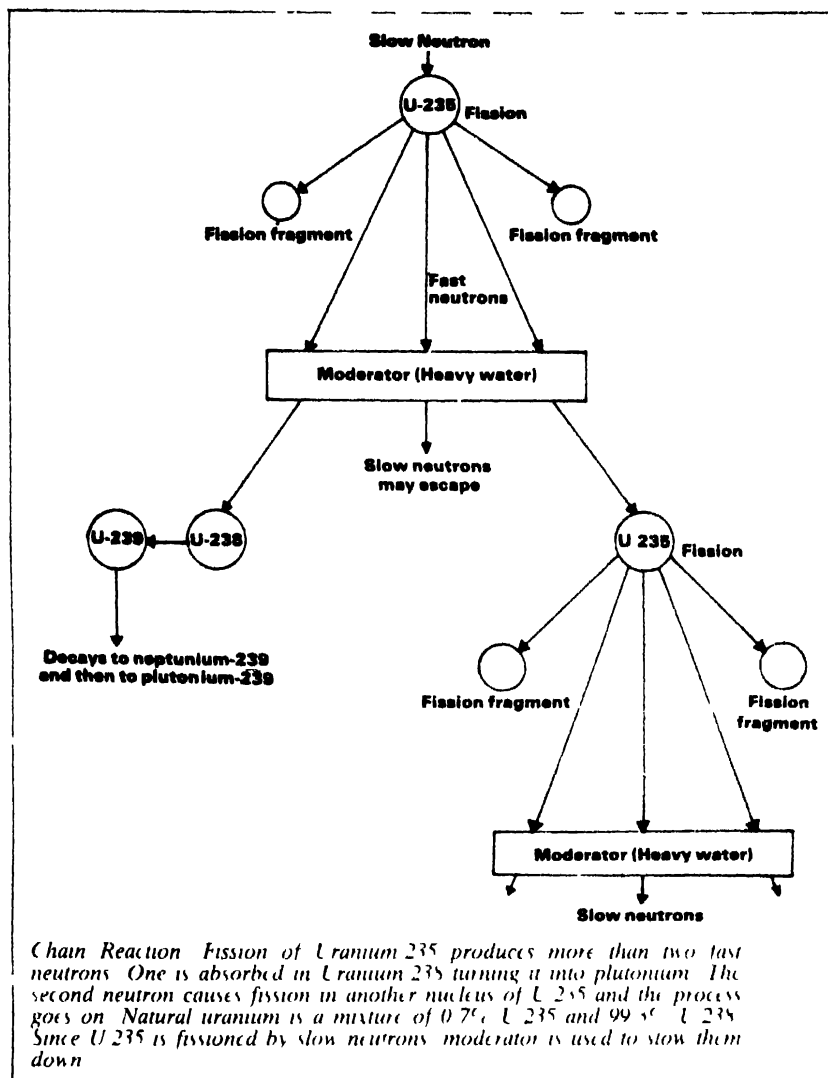 Slow Neutron
U-235
Fission
Fission fragment
Fission fragment
Fast
neutrons
Moderator (Heavy water)
Slow neutrons
may escape
U-239
U-238
U 235
Fission
Decays to neptunium-239
and then to plutonium-239
Fission fragment
Fission
fragment
Moderator (Heavy water)
Slow neutrons
Chain Reaction Fission of Uranium 235 produces more than two fast
neutrons One is absorbed in Uranium 238 turning it into plutonium The
second neutron causes fission in another nucleus of U 235 and the process
goes on Natural uranium is a mixture of 0.7% U 235 and U 238
Since U 235 is fissioned by slow neutrons moderator is used to slow them
down